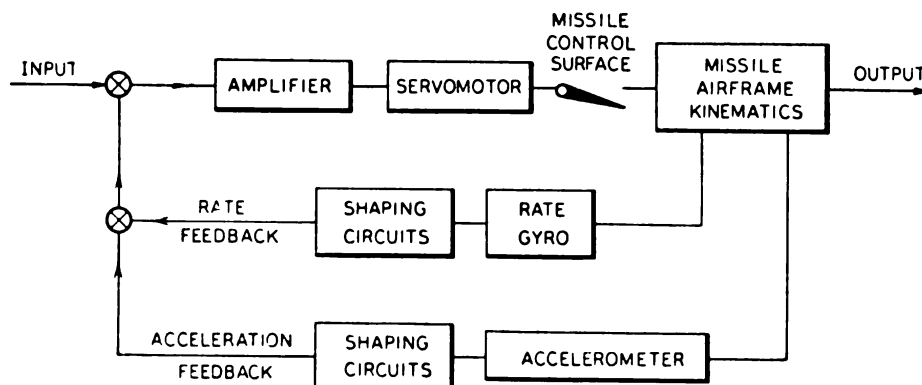 MISSILE
CONTROL
SURFACE
INPUT
AMPLIFIER
SERVOMOTOR
MISSILE
AIRFRAME
KINEMATICS
OUTPUT
RATE
FEEDBACK
SHAPING
CIRCUITS
RATE
GYRO
ACCELERATION
FEEDBACK
SHAPING
CIRCUITS
ACCELEROMETER